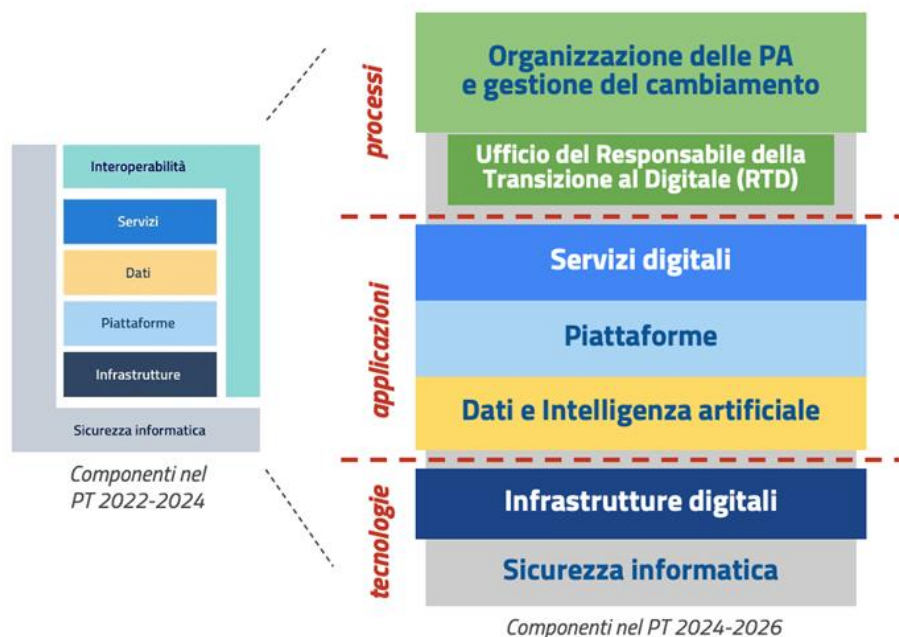 Interoperabilità
Servizi
Dati
Piattaforme
Infrastrutture
Sicurezza informatica
Componenti nel
PT 2022-2024
processi
Organizzazione delle PA
e gestione del cambiamento
Ufficio del Responsabile della
Transizione al Digitale (RTD)
applicazioni
Servizi digitali
Piattaforme
Dati e Intelligenza artificiale
tecnologie
Infrastrutture digitali
Sicurezza informatica
Componenti nel PT 2024-2026